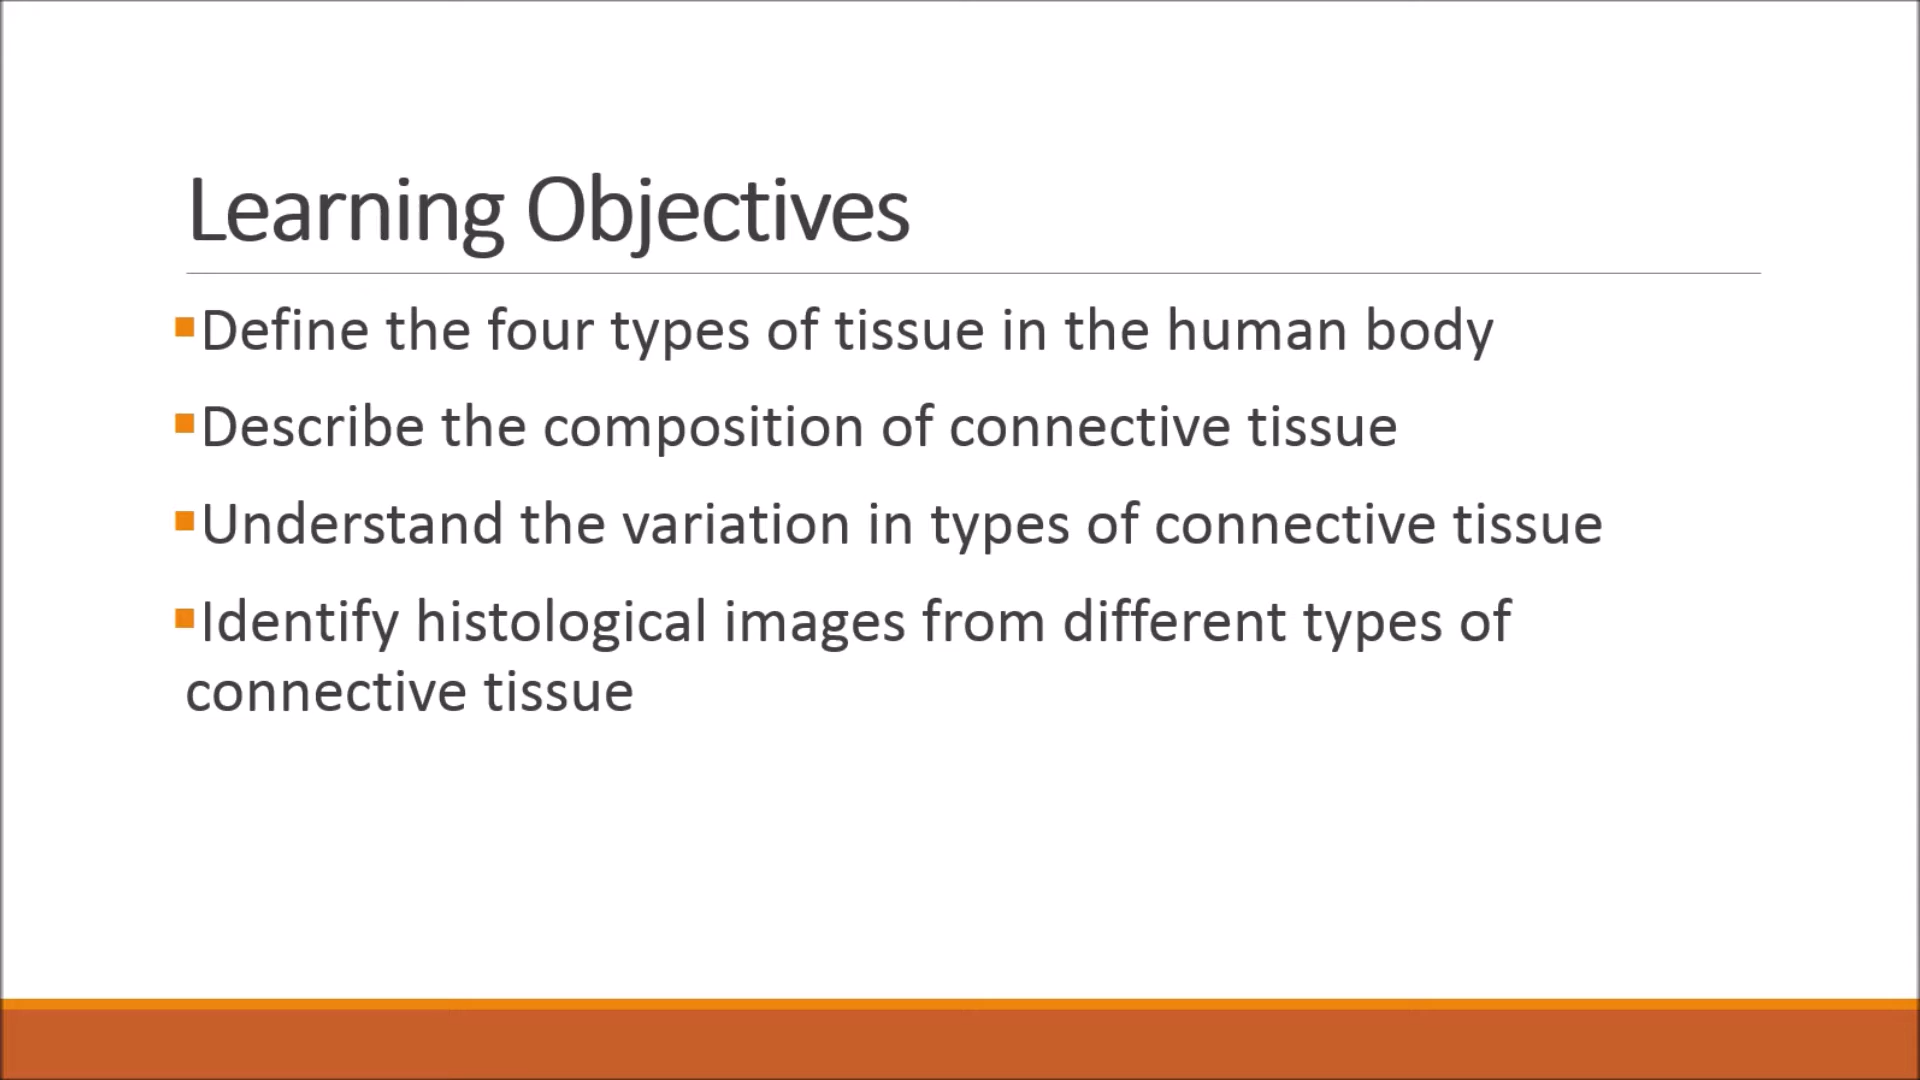 Learning Objectives
▪Define the four types of tissue in the human body
▪Describe the composition of connective tissue
▪Understand the variation in types of connective tissue
▪Identify histological images from different types of
connective tissue